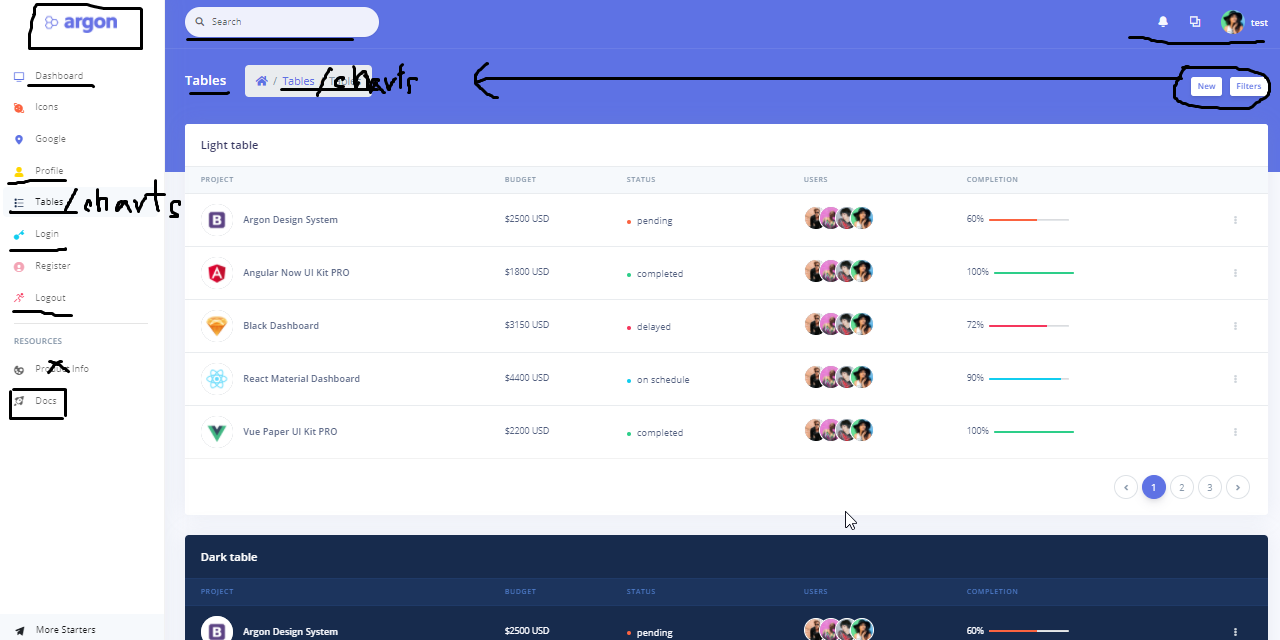 argon
Search
test
Dashboard
Icons
Google
Profile
Tables /charts
Login
Register
Logout
RESOURCES
Product Info
Docs
More Starters
Tables
/ Tables /charts
New
Filters
Light table
PROJECT BUDGET STATUS USERS COMPLETION
Argon Design System $2500 USD pending 60%
Angular Now UI Kit PRO $1800 USD completed 100%
Black Dashboard $3150 USD delayed 72%
React Material Dashboard $4400 USD on schedule 90%
Vue Paper UI Kit PRO $2200 USD completed 100%
‹ 1 2 3 ›
Dark table
PROJECT BUDGET STATUS USERS COMPLETION
Argon Design System $2500 USD pending 60%